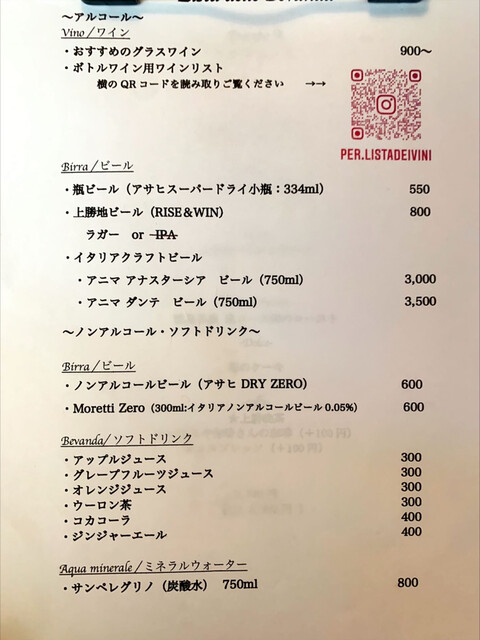 ～アルコール～
Vino／ワイン
・おすすめのグラスワイン 900～
・ボトルワイン用ワインリスト
横のQRコードを読み取りご覧ください →→
PER.LISTADEIVINI
Birra／ビール
・瓶ビール（アサヒスーパードライ小瓶：334ml） 550
・上勝地ビール（RISE＆WIN） 800
ラガー or IPA
・イタリアクラフトビール
・アニマ アナスターシア ビール（750ml） 3,000
・アニマ ダンテ ビール（750ml） 3,500
～ノンアルコール・ソフトドリンク～
Birra／ビール
・ノンアルコールビール（アサヒ DRY ZERO） 600
・Moretti Zero（300ml:イタリアノンアルコールビール0.05%） 600
Bevanda/ソフトドリンク
・アップルジュース 300
・グレープフルーツジュース 300
・オレンジジュース 300
・ウーロン茶 300
・コカコーラ 400
・ジンジャーエール 400
Aqua minerale／ミネラルウォーター
・サンペレグリノ（炭酸水） 750ml 800